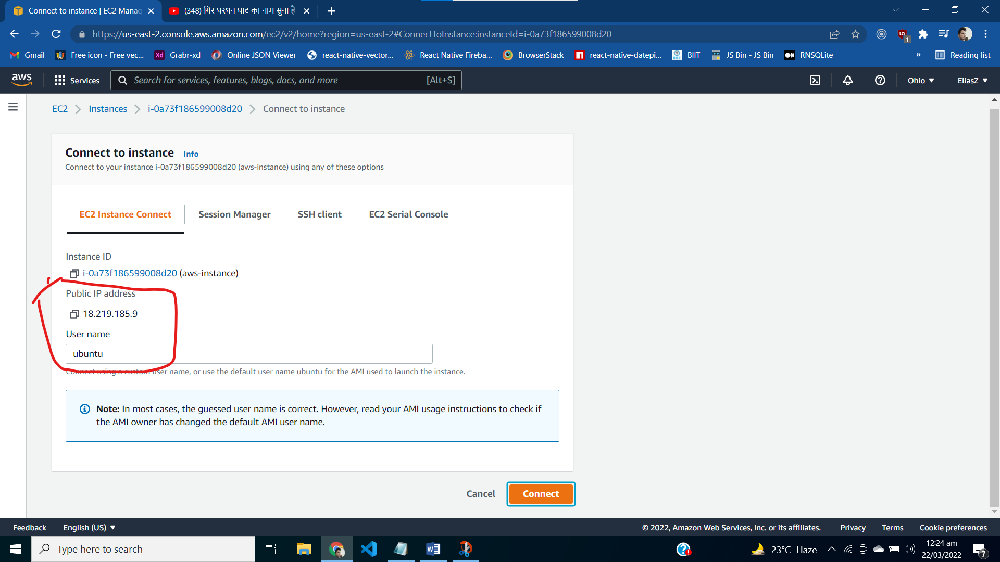 Connect to instance | EC2 Manag
(348) गिर घरधन घाट का नाम सुना है
https://us-east-2.console.aws.amazon.com/ec2/v2/home?region=us-east-2#ConnectToInstance:instanceId=i-0a73f186599008d20
1
Gmail
Free icon - Free vec...
Xd
Grabr-xd
Online JSON Viewer
react-native-vector...
React Native Fireba...
BrowserStack
react-native-datepi...
BIIT
JS Bin - JS Bin
RNSQLite
»
Reading list
aws
Services
Search for services, features, blogs, docs, and more
[Alt+S]
Ohio
EliasZ
EC2
Instances
i-0a73f186599008d20
Connect to instance
Connect to instance
Info
Connect to your instance i-0a73f186599008d20 (aws-instance) using any of these options
EC2 Instance Connect
Session Manager
SSH client
EC2 Serial Console
Instance ID
i-0a73f186599008d20 (aws-instance)
Public IP address
18.219.185.9
User name
ubuntu
Connect using a custom user name, or use the default user name ubuntu for the AMI used to launch the instance.
Note: In most cases, the guessed user name is correct. However, read your AMI usage instructions to check if
the AMI owner has changed the default AMI user name.
Cancel
Connect
Feedback
English (US)
© 2022, Amazon Web Services, Inc. or its affiliates.
Privacy
Terms
Cookie preferences
Type here to search
23°C Haze
12:24 am
22/03/2022
7